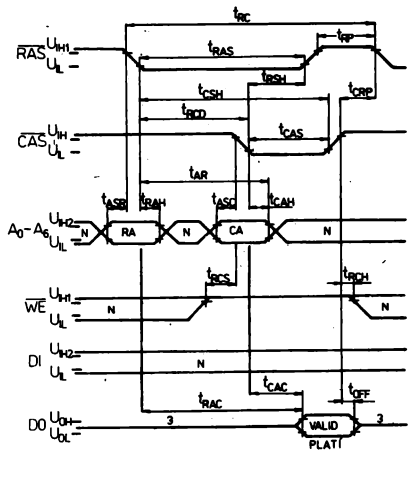 tRC
tRP
tRAS
RAS UIH1
UIL
tRSH
tCSH
tCRP
tRCD
CAS UIH
UIL
tCAS
tAR
tASR tRAH tASC tCAH
A0–A6 UIH2
UIL
N RA N CA N
tRCS tRCH
WE UIH1
UIL
N N
DI UIH2
UIL
N
tCAC
tRAC tOFF
DO UOH
UOL
3 VALID 3
PLATÍ